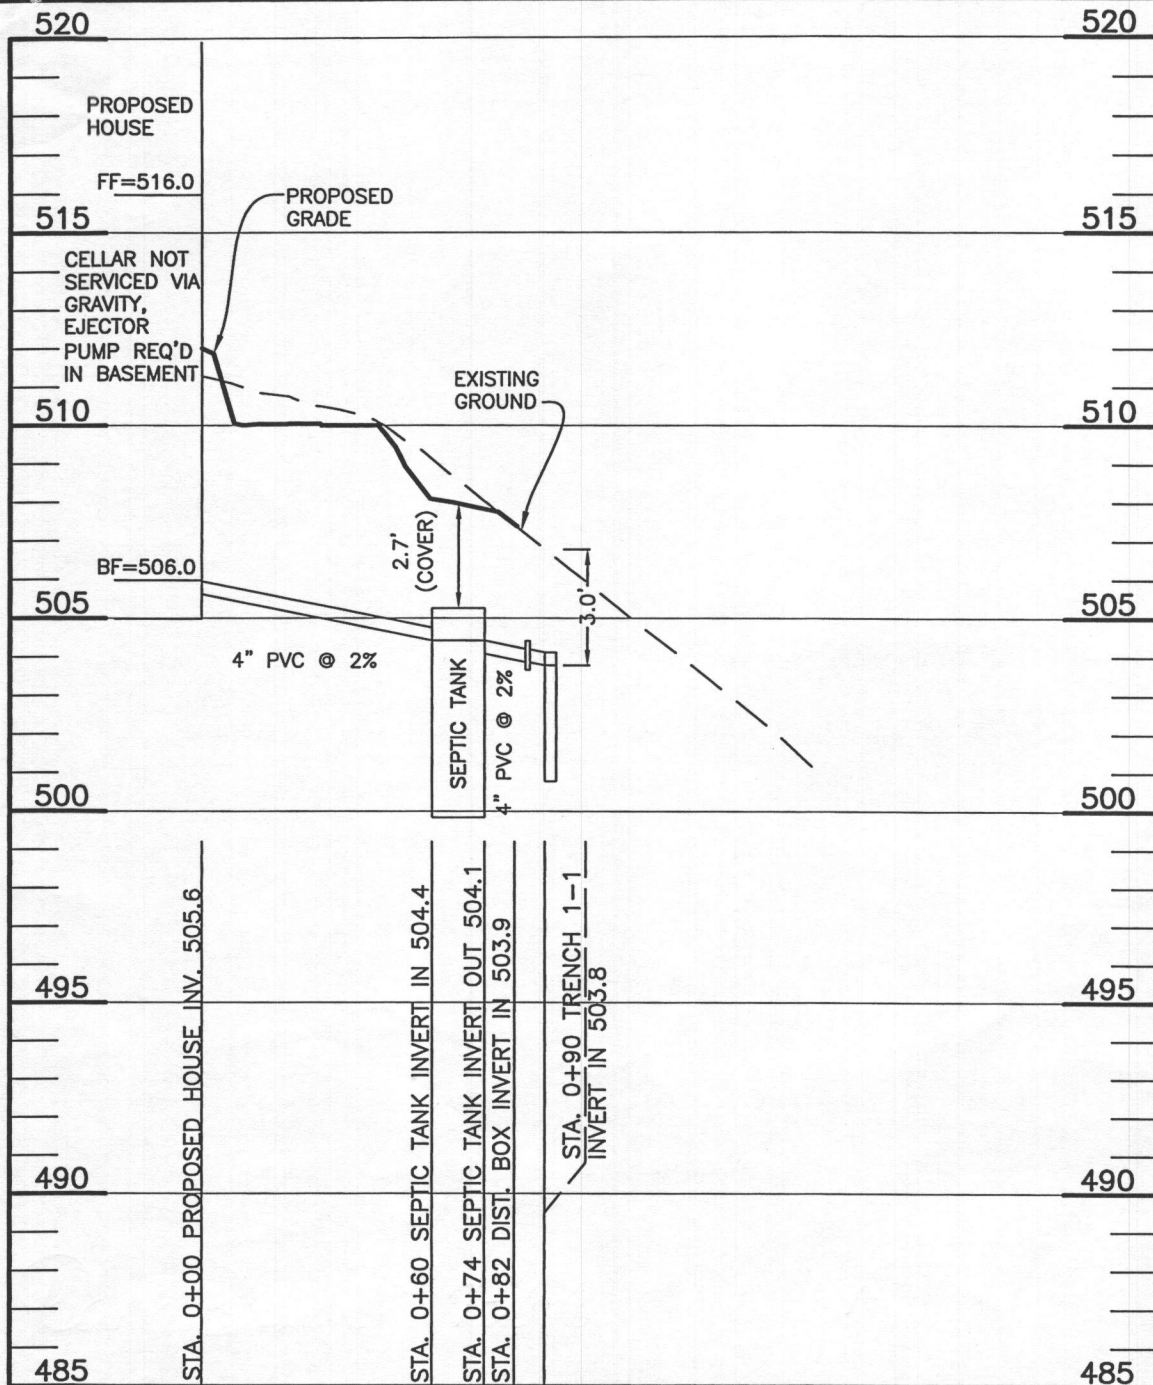 520
520
PROPOSED
HOUSE
FF=516.0
PROPOSED
GRADE
515
515
CELLAR NOT
SERVICED VIA
GRAVITY,
EJECTOR
PUMP REQ'D
IN BASEMENT
EXISTING
GROUND
510
510
2.7'
(COVER)
BF=506.0
3.0'
505
505
4" PVC @ 2%
SEPTIC TANK
4" PVC @ 2%
500
500
STA. 0+00 PROPOSED HOUSE INV. 505.6
STA. 0+60 SEPTIC TANK INVERT IN 504.4
STA. 0+74 SEPTIC TANK INVERT OUT 504.1
STA. 0+82 DIST. BOX INVERT IN 503.9
STA. 0+90 TRENCH 1-1
INVERT IN 503.8
495
495
490
490
485
485